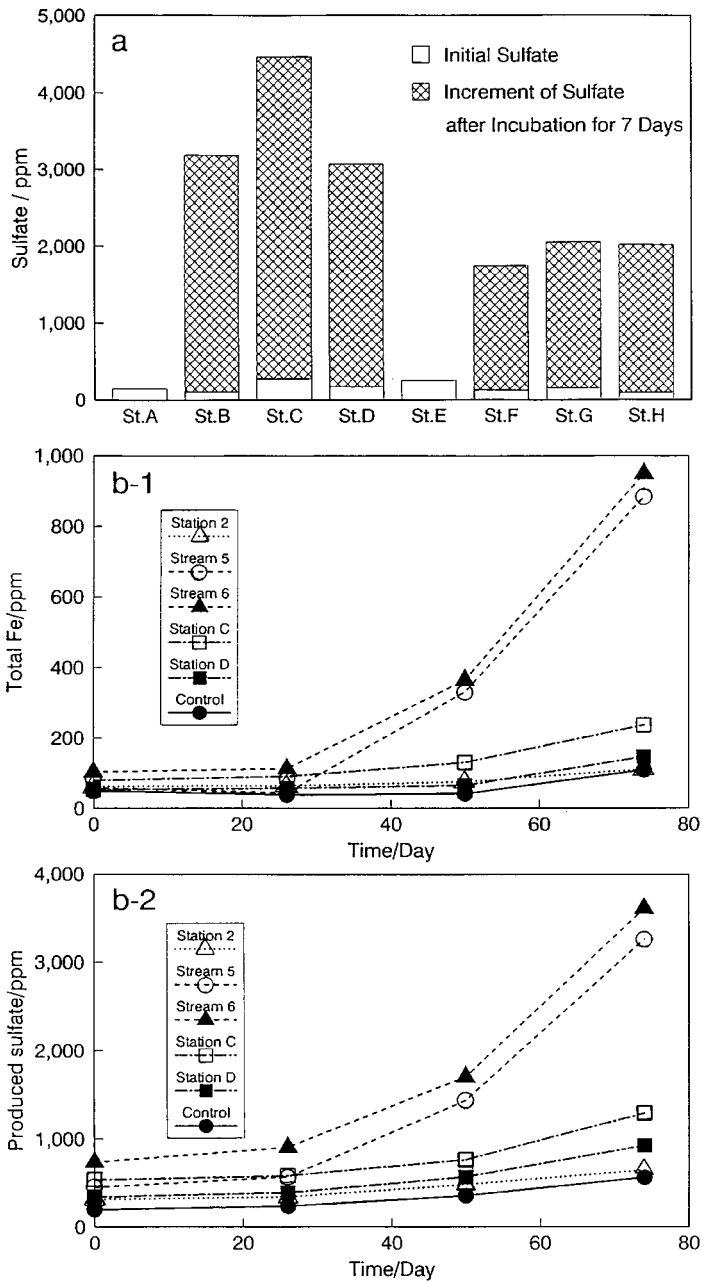 a
Initial Sulfate
Increment of Sulfate
after Incubation for 7 Days
Sulfate / ppm
5,000
4,000
3,000
2,000
1,000
0
St.A St.B St.C St.D St.E St.F St.G St.H
b-1
Station 2
Stream 5
Stream 6
Station C
Station D
Control
Total Fe/ppm
1,000
800
600
400
200
0
0 20 40 60 80
Time/Day
b-2
Station 2
Stream 5
Stream 6
Station C
Station D
Control
Produced sulfate/ppm
4,000
3,000
2,000
1,000
0
0 20 40 60 80
Time/Day